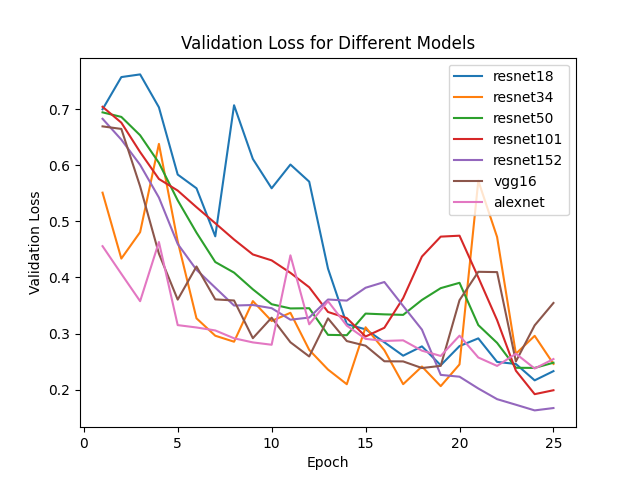 Validation Loss for Different Models
resnet18
resnet34
resnet50
resnet101
resnet152
vgg16
alexnet
Validation Loss
0.7
0.6
0.5
0.4
0.3
0.2
0
5
10
15
20
25
Epoch